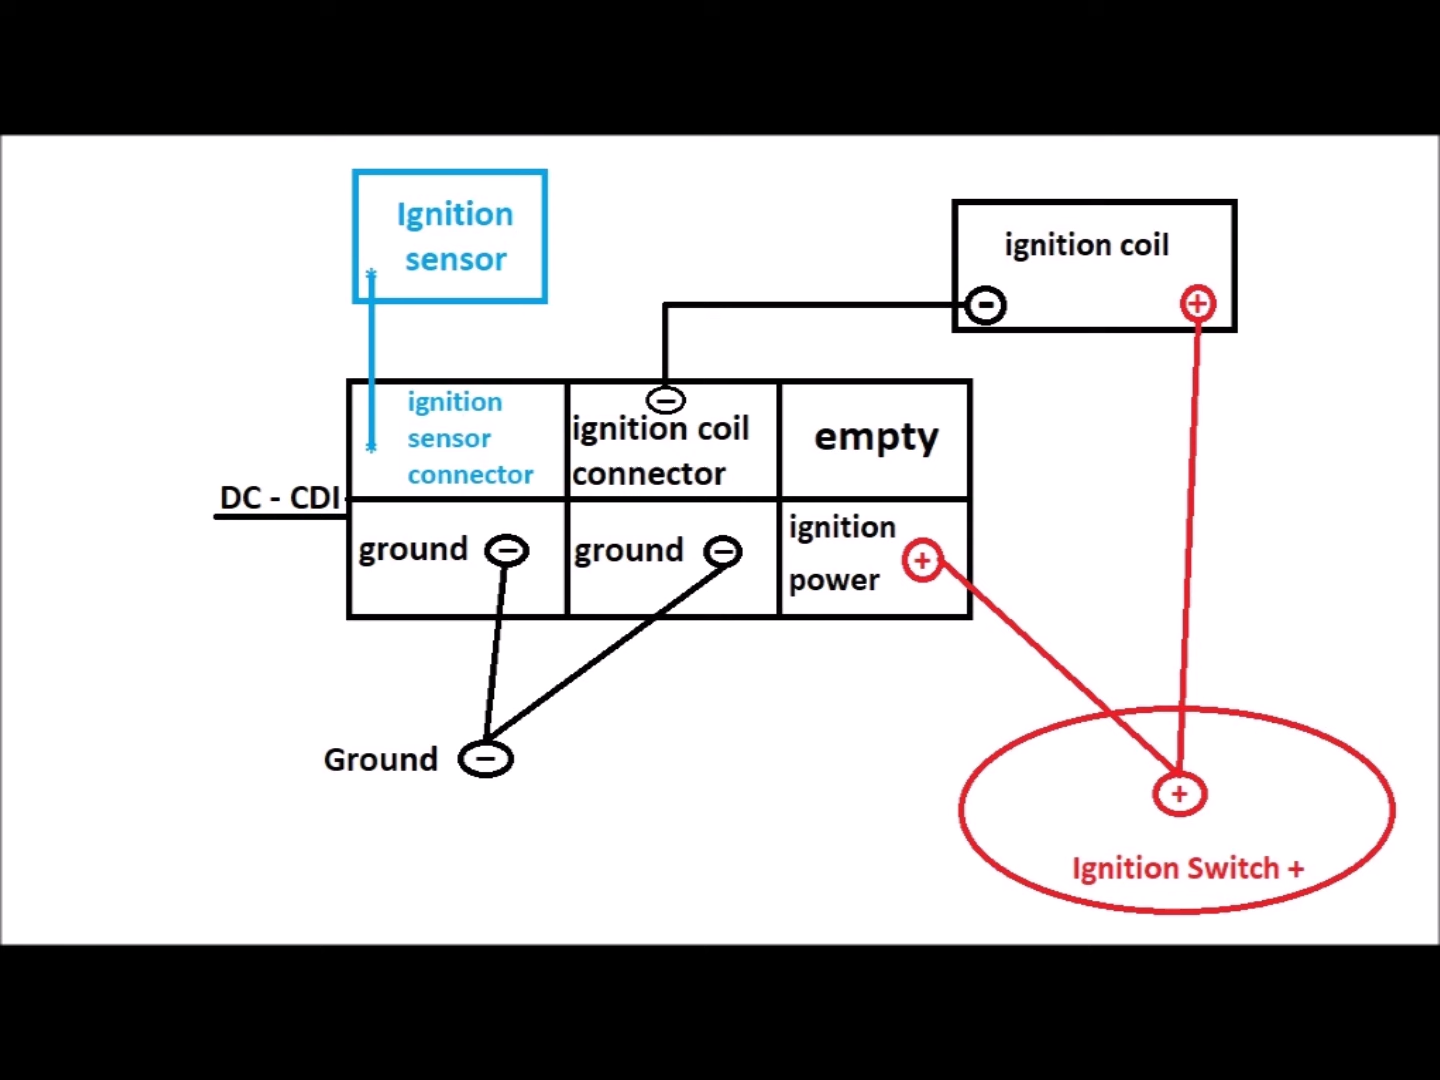 Ignition
sensor
ignition coil
-
+
ignition
sensor
connector
-
ignition coil
connector
empty
DC - CDI
ground -
ground -
ignition
power
+
Ground -
+
Ignition Switch +